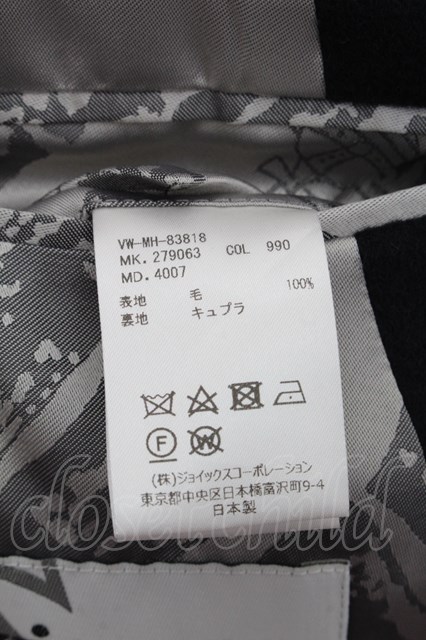 VW-MH-83818
MK. 279063 COL 990
MD. 4007
表地 毛 100%
裏地 キュプラ
F W
(株)ジョイックスコーポレーション
東京都中央区日本橋富沢町9-4
日本製
closet child